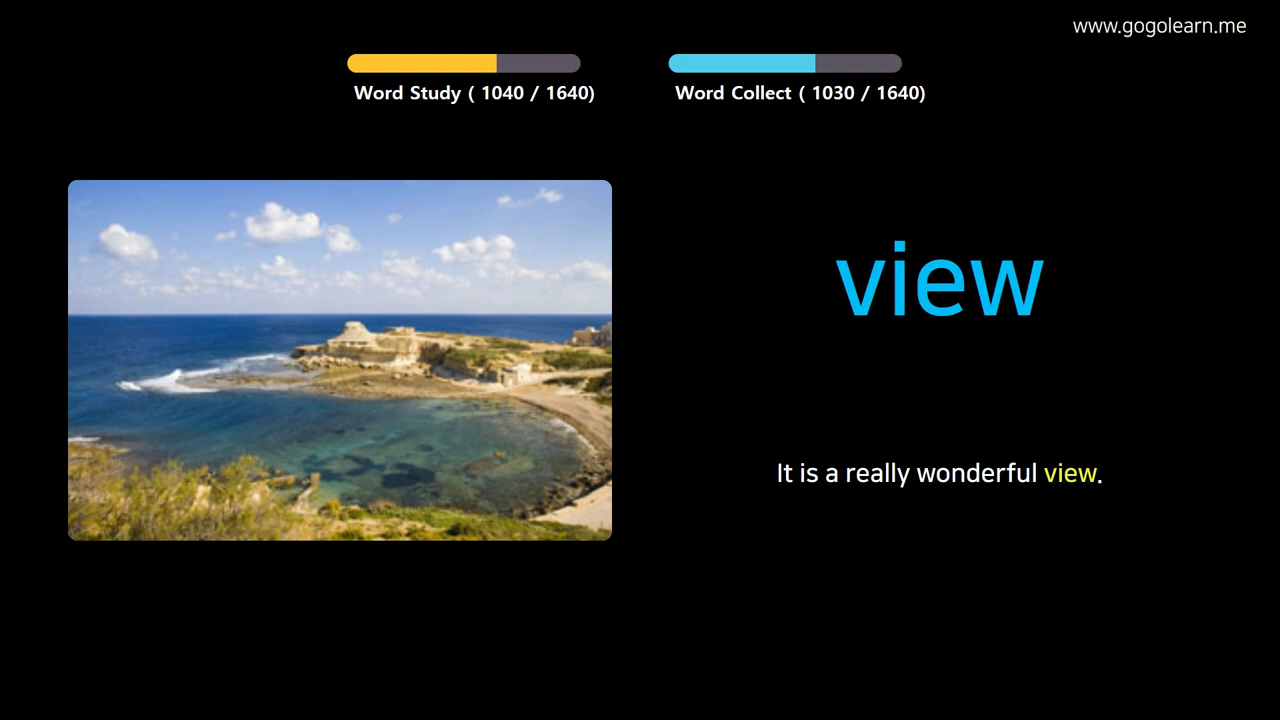 www.gogolearn.me
Word Study ( 1040 / 1640)
Word Collect ( 1030 / 1640)
view
It is a really wonderful view.